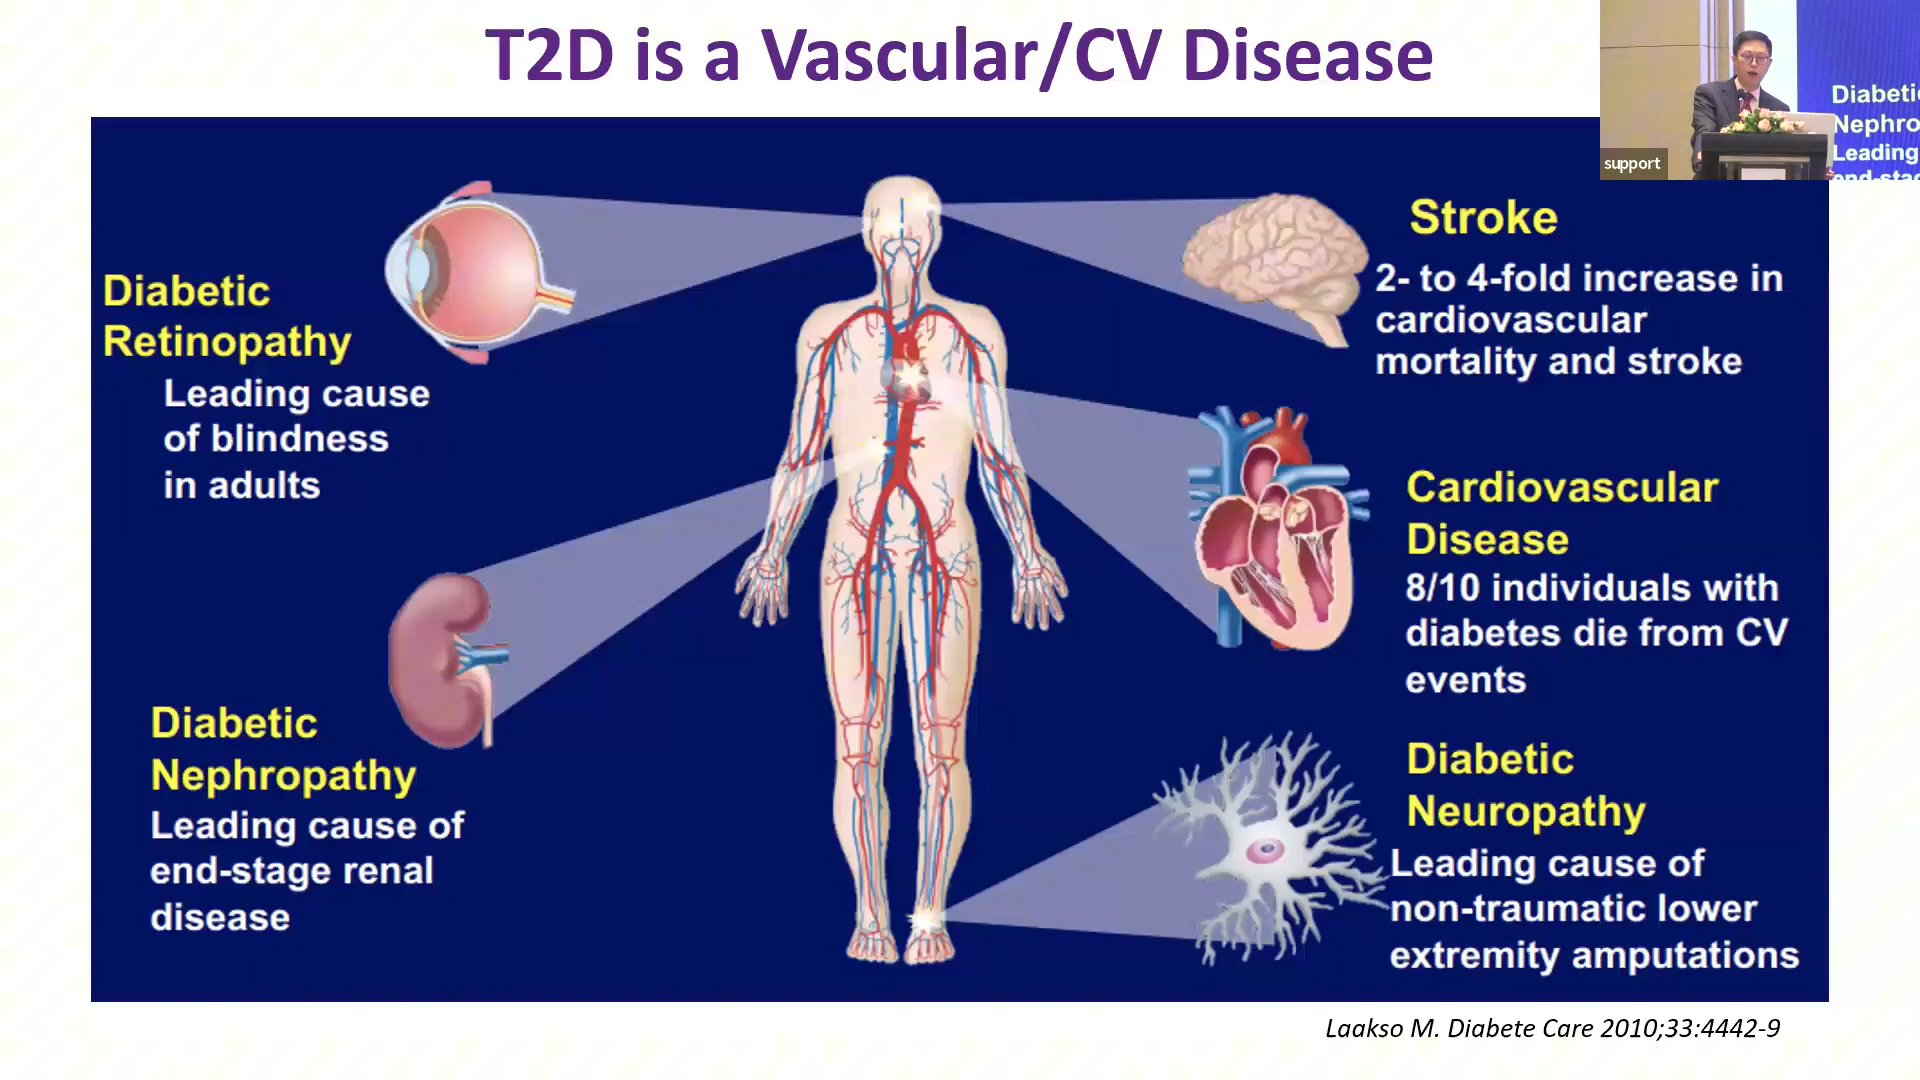 T2D is a Vascular/CV Disease
Diabetic
Retinopathy
Leading cause
of blindness
in adults
Diabetic
Nephropathy
Leading cause of
end-stage renal
disease
Stroke
2- to 4-fold increase in
cardiovascular
mortality and stroke
Cardiovascular
Disease
8/10 individuals with
diabetes die from CV
events
Diabetic
Neuropathy
Leading cause of
non-traumatic lower
extremity amputations
Laakso M. Diabete Care 2010;33:4442-9
support
Diabeti
Nephro
Leading
end-stag